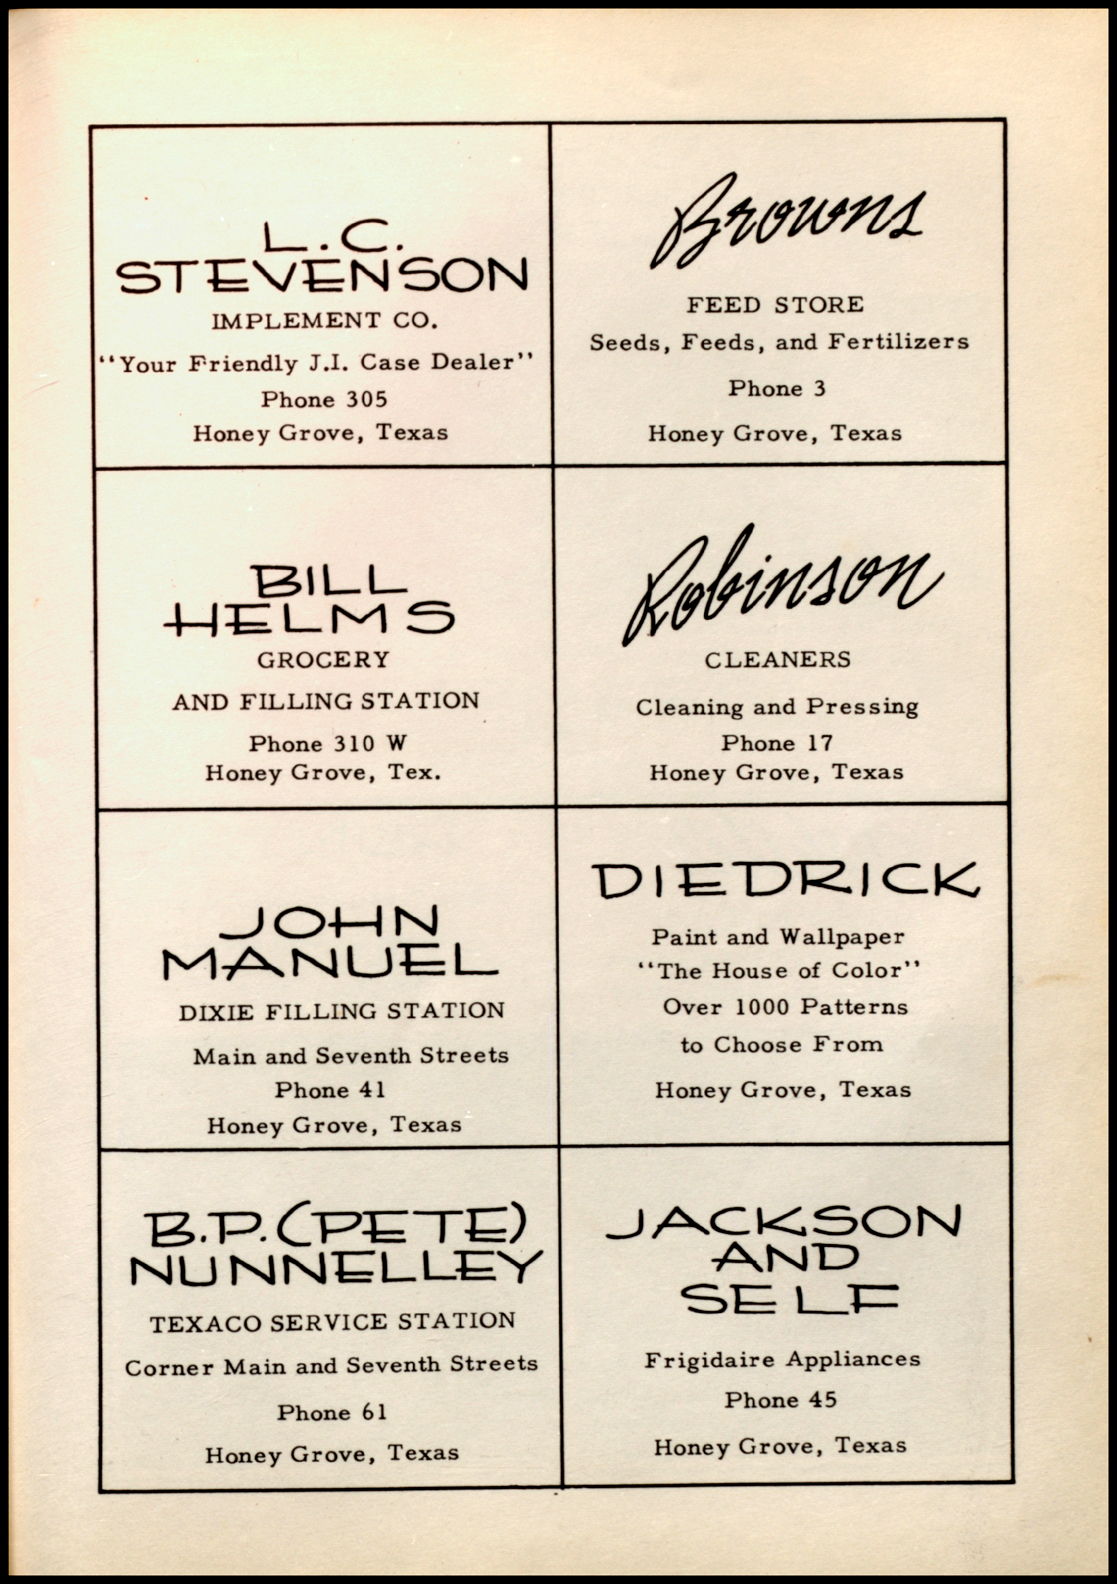 L.C.
STEVENSON
IMPLEMENT CO.
"Your Friendly J.I. Case Dealer"
Phone 305
Honey Grove, Texas
Browns
FEED STORE
Seeds, Feeds, and Fertilizers
Phone 3
Honey Grove, Texas
BILL
HELMS
GROCERY
AND FILLING STATION
Phone 310 W
Honey Grove, Tex.
Robinson
CLEANERS
Cleaning and Pressing
Phone 17
Honey Grove, Texas
JOHN
MANUEL
DIXIE FILLING STATION
Main and Seventh Streets
Phone 41
Honey Grove, Texas
DIEDRICK
Paint and Wallpaper
"The House of Color"
Over 1000 Patterns
to Choose From
Honey Grove, Texas
B.P. (PETE)
NUNNELLEY
TEXACO SERVICE STATION
Corner Main and Seventh Streets
Phone 61
Honey Grove, Texas
JACKSON
AND
SELF
Frigidaire Appliances
Phone 45
Honey Grove, Texas